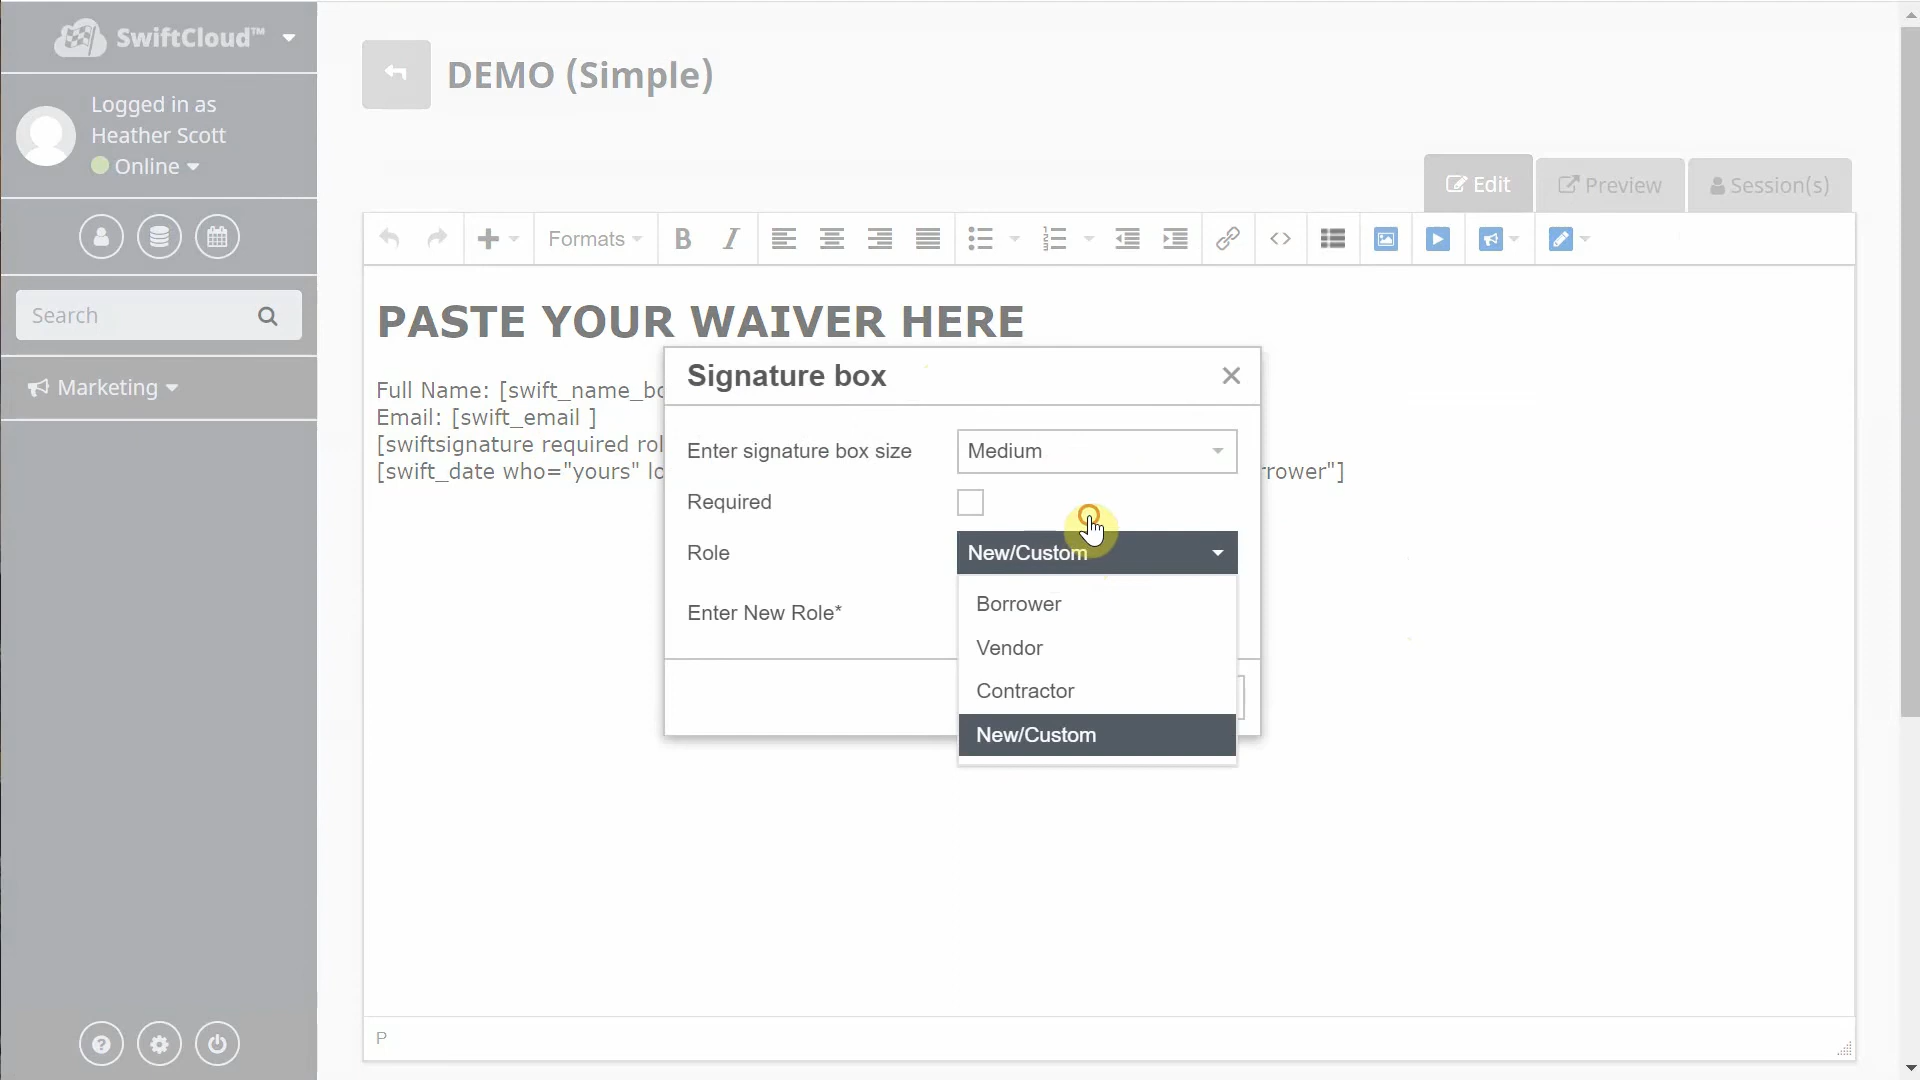 SwiftCloud™
Logged in as
Heather Scott
Online
Search
Marketing
DEMO (Simple)
Edit
Preview
Session(s)
Formats
B
I
PASTE YOUR WAIVER HERE
Full Name: [swift_name_bo
Email: [swift_email ]
[swiftsignature required rol
[swift_date who="yours" lo
rrower"]
Signature box
Enter signature box size
Medium
Required
Role
New/Custom
Enter New Role*
Borrower
Vendor
Contractor
New/Custom
P